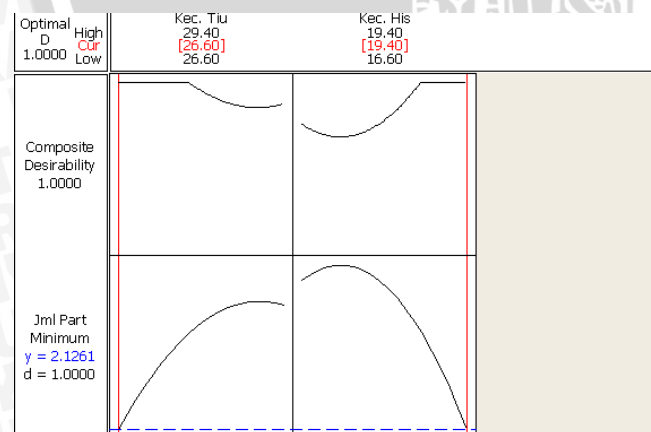 Optimal
D
1.0000
High
Cur
Low
Kec. Tiu
29.40
[26.60]
26.60
Kec. His
19.40
[19.40]
16.60
Composite
Desirability
1.0000
Jml Part
Minimum
y = 2.1261
d = 1.0000